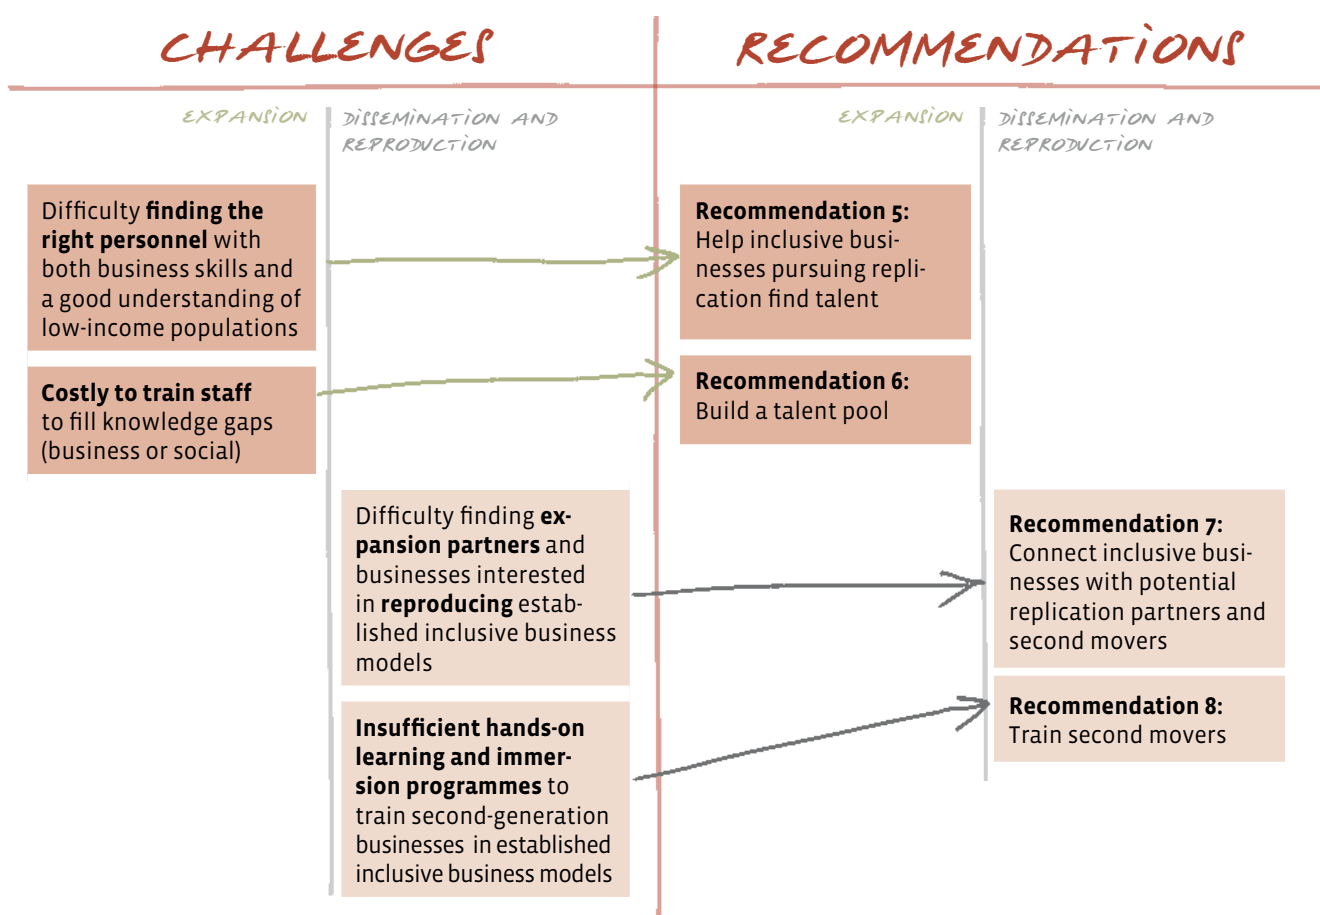 CHALLENGES
RECOMMENDATIONS
EXPANSION
DISSEMINATION AND
REPRODUCTION
EXPANSION
DISSEMINATION AND
REPRODUCTION
Difficulty finding the
right personnel with
both business skills and
a good understanding of
low-income populations
Recommendation 5:
Help inclusive busi-
nesses pursuing repli-
cation find talent
Costly to train staff
to fill knowledge gaps
(business or social)
Recommendation 6:
Build a talent pool
Difficulty finding ex-
pansion partners and
businesses interested
in reproducing estab-
lished inclusive business
models
Recommendation 7:
Connect inclusive busi-
nesses with potential
replication partners and
second movers
Insufficient hands-on
learning and immer-
sion programmes to
train second-generation
businesses in established
inclusive business models
Recommendation 8:
Train second movers